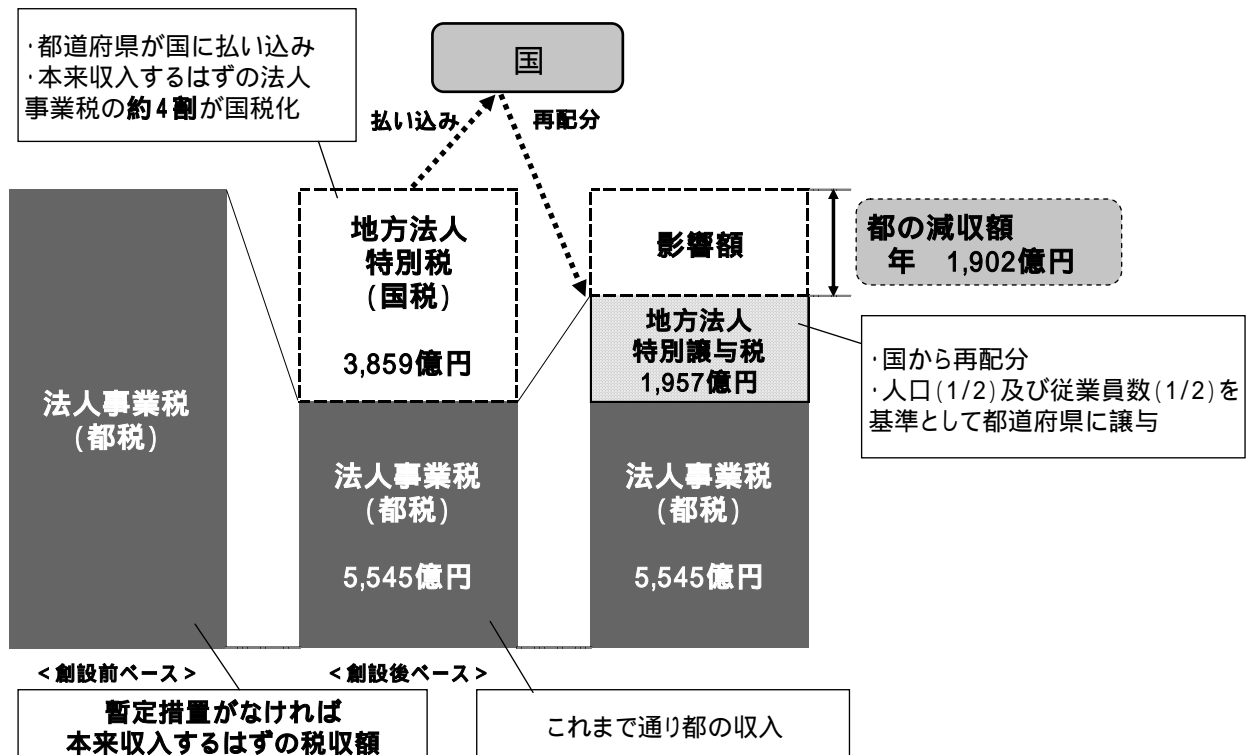 ･都道府県が国に払い込み
･本来収入するはずの法人
事業税の約4割が国税化
国
払い込み
再配分
地方法人
特別税
(国税)
3,859億円
影響額
都の減収額
年 1,902億円
地方法人
特別譲与税
1,957億円
･国から再配分
･人口(1/2)及び従業員数(1/2)を
基準として都道府県に譲与
法人事業税
(都税)
法人事業税
(都税)
5,545億円
法人事業税
(都税)
5,545億円
<創設前ベース>
<創設後ベース>
暫定措置がなければ
本来収入するはずの税収額
これまで通り都の収入